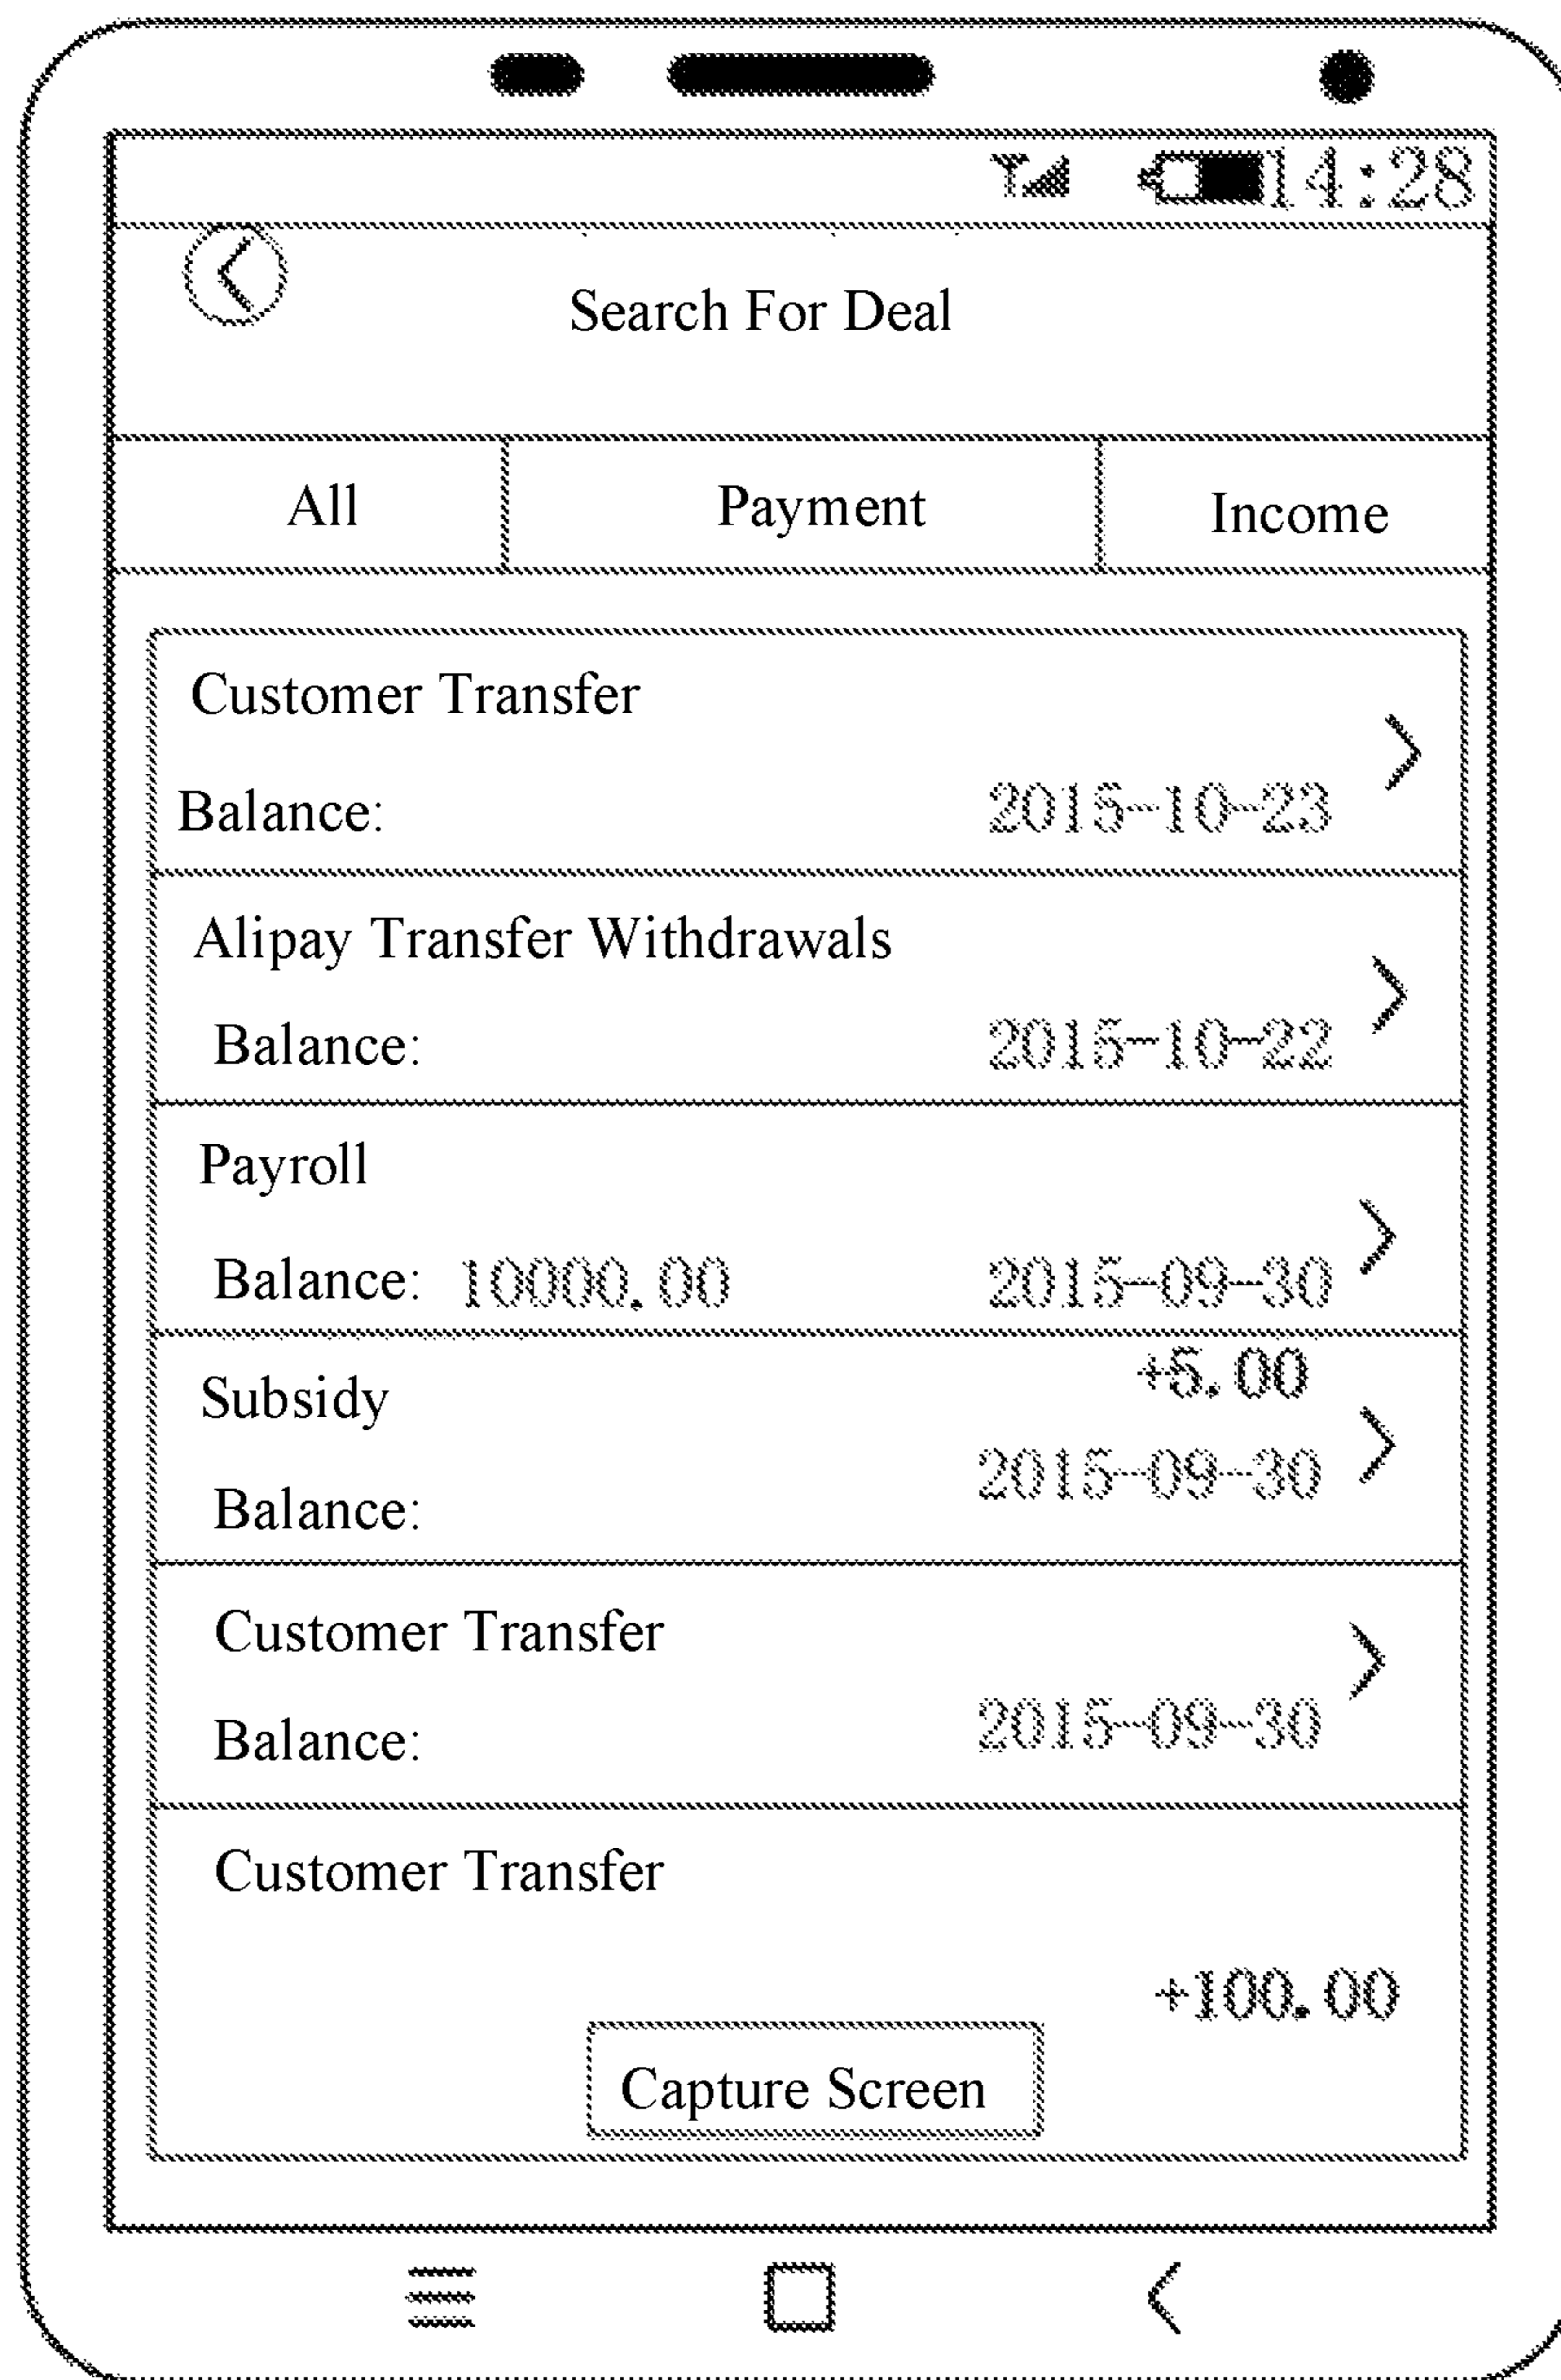 14:28
Search For Deal
All Payment Income
Customer Transfer
Balance: 2015-10-23
Alipay Transfer Withdrawals
Balance: 2015-10-22
Payroll
Balance: 10000.00 2015-09-30
+5.00
Subsidy
2015-09-30
Balance:
Customer Transfer
Balance: 2015-09-30
Customer Transfer
+100.00
Capture Screen